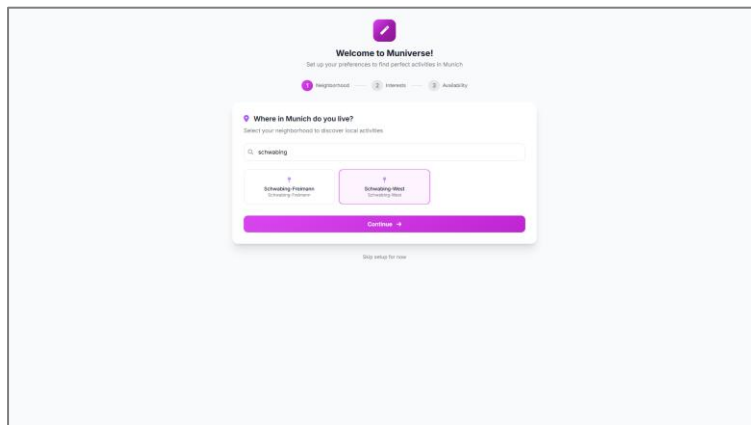 Welcome to Muniverse!
Set up your preferences to find perfect activities in Munich
1 Neighborhood 2 Interests 3 Availability
Where in Munich do you live?
Select your neighborhood to discover local activities
schwabing
Schwabing-Freimann Schwabing-West
Schwabing-Freimann Schwabing-West
Continue →
Skip setup for now